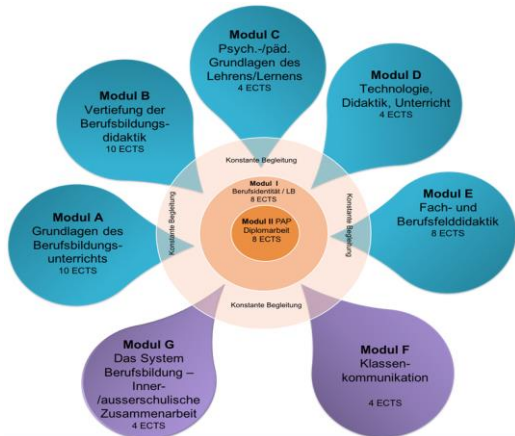 Modul C
Psych.-/päd.
Grundlagen des
Lehrens/Lernens
4 ECTS
Modul B
Vertiefung der
Berufsbildungs-
didaktik
10 ECTS
Modul D
Technologie,
Didaktik, Unterricht
4 ECTS
Modul A
Grundlagen des
Berufsbildungs-
unterrichts
10 ECTS
Konstante Begleitung
Konstante Begleitung
Modul I
Berufsidentität / LB
8 ECTS
Modul II PAP
Diplomarbeit
8 ECTS
Konstante Begleitung
Konstante Begleitung
Modul E
Fach- und
Berufsfelddidaktik
8 ECTS
Modul G
Das System
Berufsbildung –
Inner-
/ausserschulische
Zusammenarbeit
4 ECTS
Modul F
Klassen-
kommunikation
4 ECTS